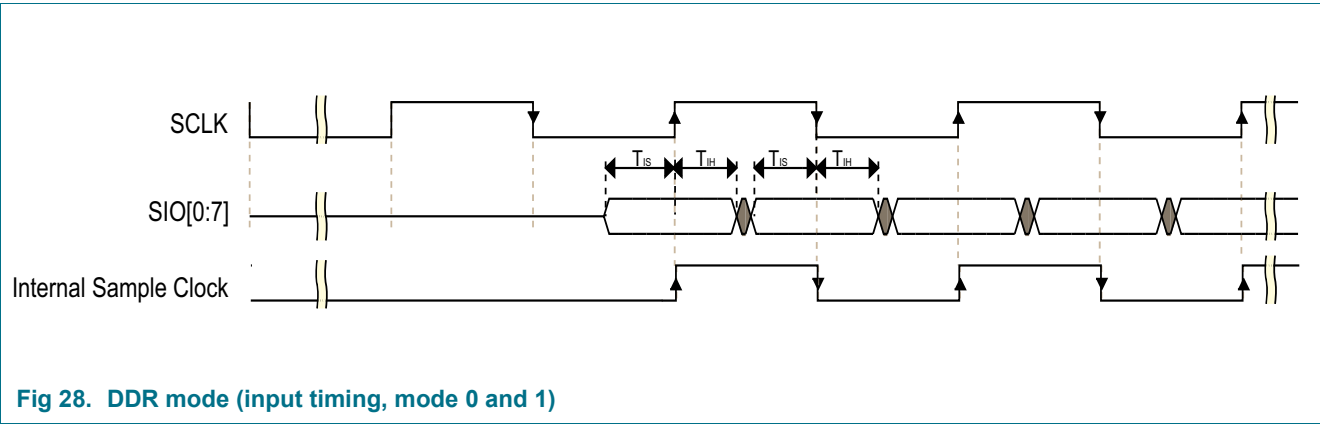 SCLK
TIS TIH TIS TIH
SIO[0:7]
Internal Sample Clock
Fig 28. DDR mode (input timing, mode 0 and 1)